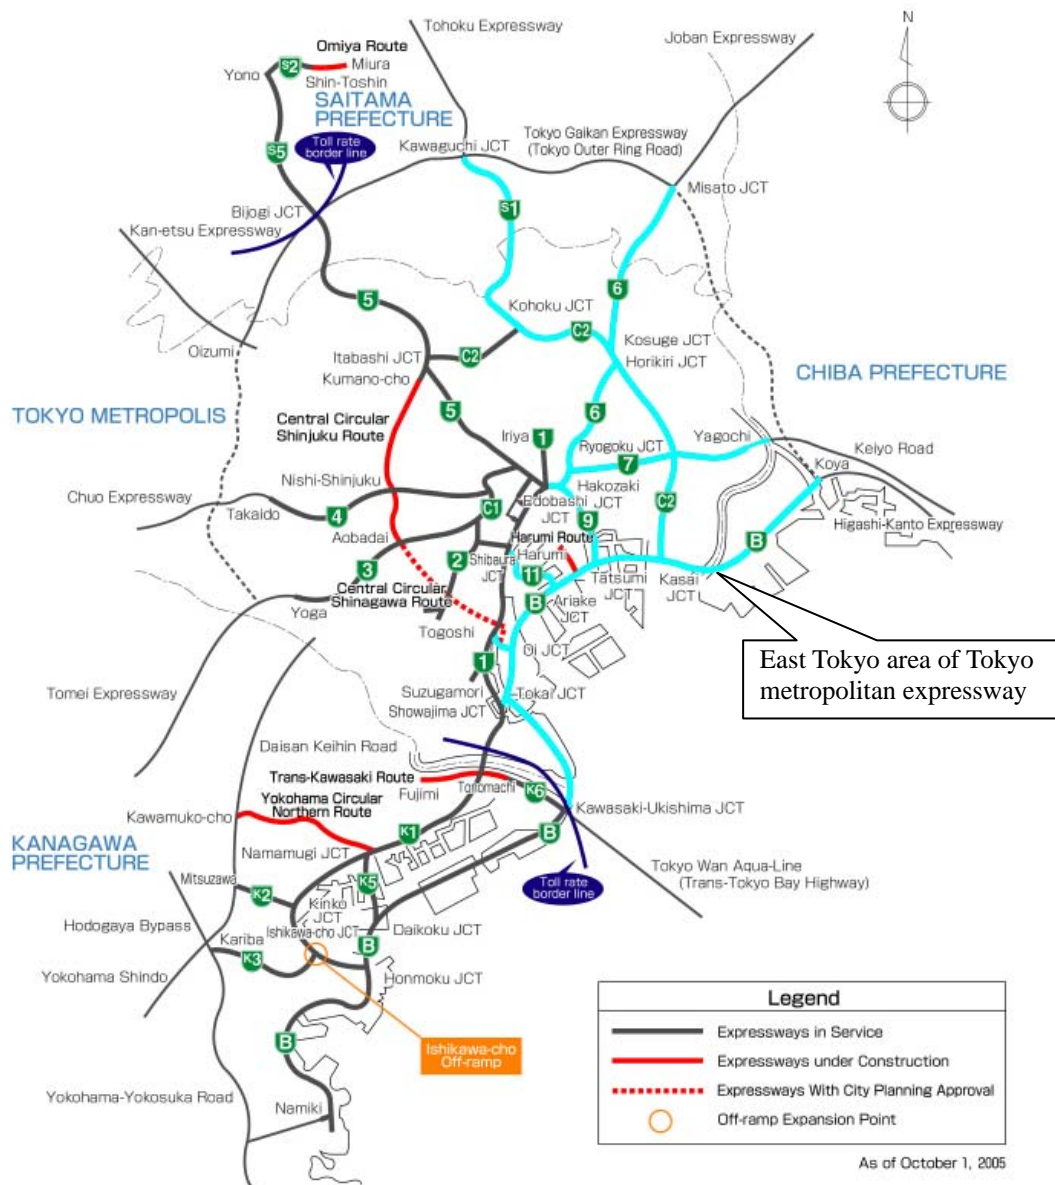 Tohoku Expressway
N
Joban Expressway
Omiya Route
Miura
S2
Yono
Shin-Toshin
SAITAMA
PREFECTURE
Toll rate
border line
S5
Kawaguchi JCT
Tokyo Gaikan Expressway
(Tokyo Outer Ring Road)
Misato JCT
S1
Bijogi JCT
Kan-etsu Expressway
5
6
Kohoku JCT
C2
Kosuge JCT
Horikiri JCT
Oizumi
Itabashi JCT
C2
Kumano-cho
CHIBA PREFECTURE
TOKYO METROPOLIS
Central Circular
Shinjuku Route
5
6
Iriya
1
Ryogoku JCT
Yagochi
Keiyo Road
7
Koya
Nishi-Shinjuku
Hakozaki
JCT
Edobashi
JCT
C2
Chuo Expressway
Takaido
4
C1
9
Higashi-Kanto Expressway
Aobadai
Harumi Route
Harumi
B
3
2
Shibaura
JCT
11
Tatsumi
JCT
Kasai
JCT
Central Circular
Shinagawa Route
Yoga
B
Ariake
JCT
Togoshi
Oi JCT
1
East Tokyo area of Tokyo
metropolitan expressway
Tomei Expressway
Suzugamori
Tokai JCT
Showajima JCT
Daisan Keihin Road
Trans-Kawasaki Route
Fujimi
Tonomachi
K6
Yokohama Circular
Northern Route
Kawasaki-Ukishima JCT
Kawamuko-cho
K1
B
KANAGAWA
PREFECTURE
Namamugi JCT
Tokyo Wan Aqua-Line
(Trans-Tokyo Bay Highway)
Toll rate
border line
Mitsuzawa
K2
K5
Kinko
JCT
Hodogaya Bypass
Ishikawa-cho JCT
Daikoku JCT
Kariba
K3
B
Yokohama Shindo
Honmoku JCT
Legend
Expressways in Service
B
Ishikawa-cho
Off-ramp
Expressways under Construction
Expressways With City Planning Approval
Yokohama-Yokosuka Road
Namiki
Off-ramp Expansion Point
As of October 1, 2005